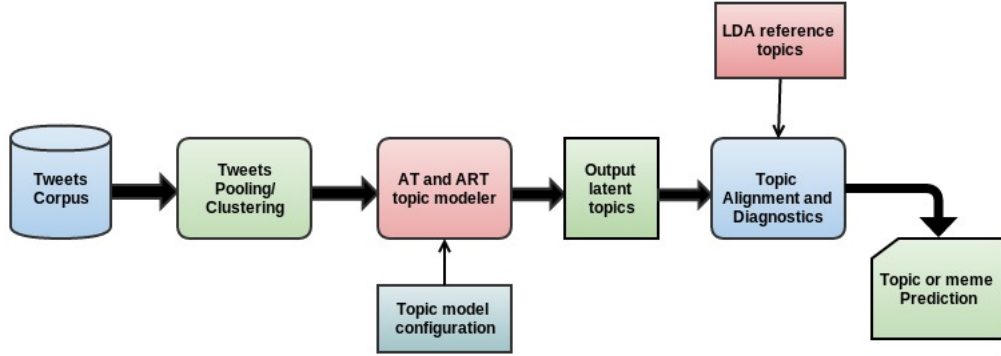 LDA reference
topics
Tweets
Corpus
Tweets
Pooling/
Clustering
AT and ART
topic modeler
Output
latent
topics
Topic
Alignment and
Diagnostics
Topic model
configuration
Topic or meme
Prediction